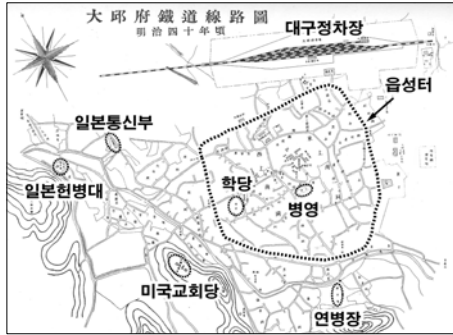 大邱府鐵道線路圖
明治四十年頃
대구정차장
읍성터
일본통신부
일본헌병대
학당
병영
미국교회당
연병장